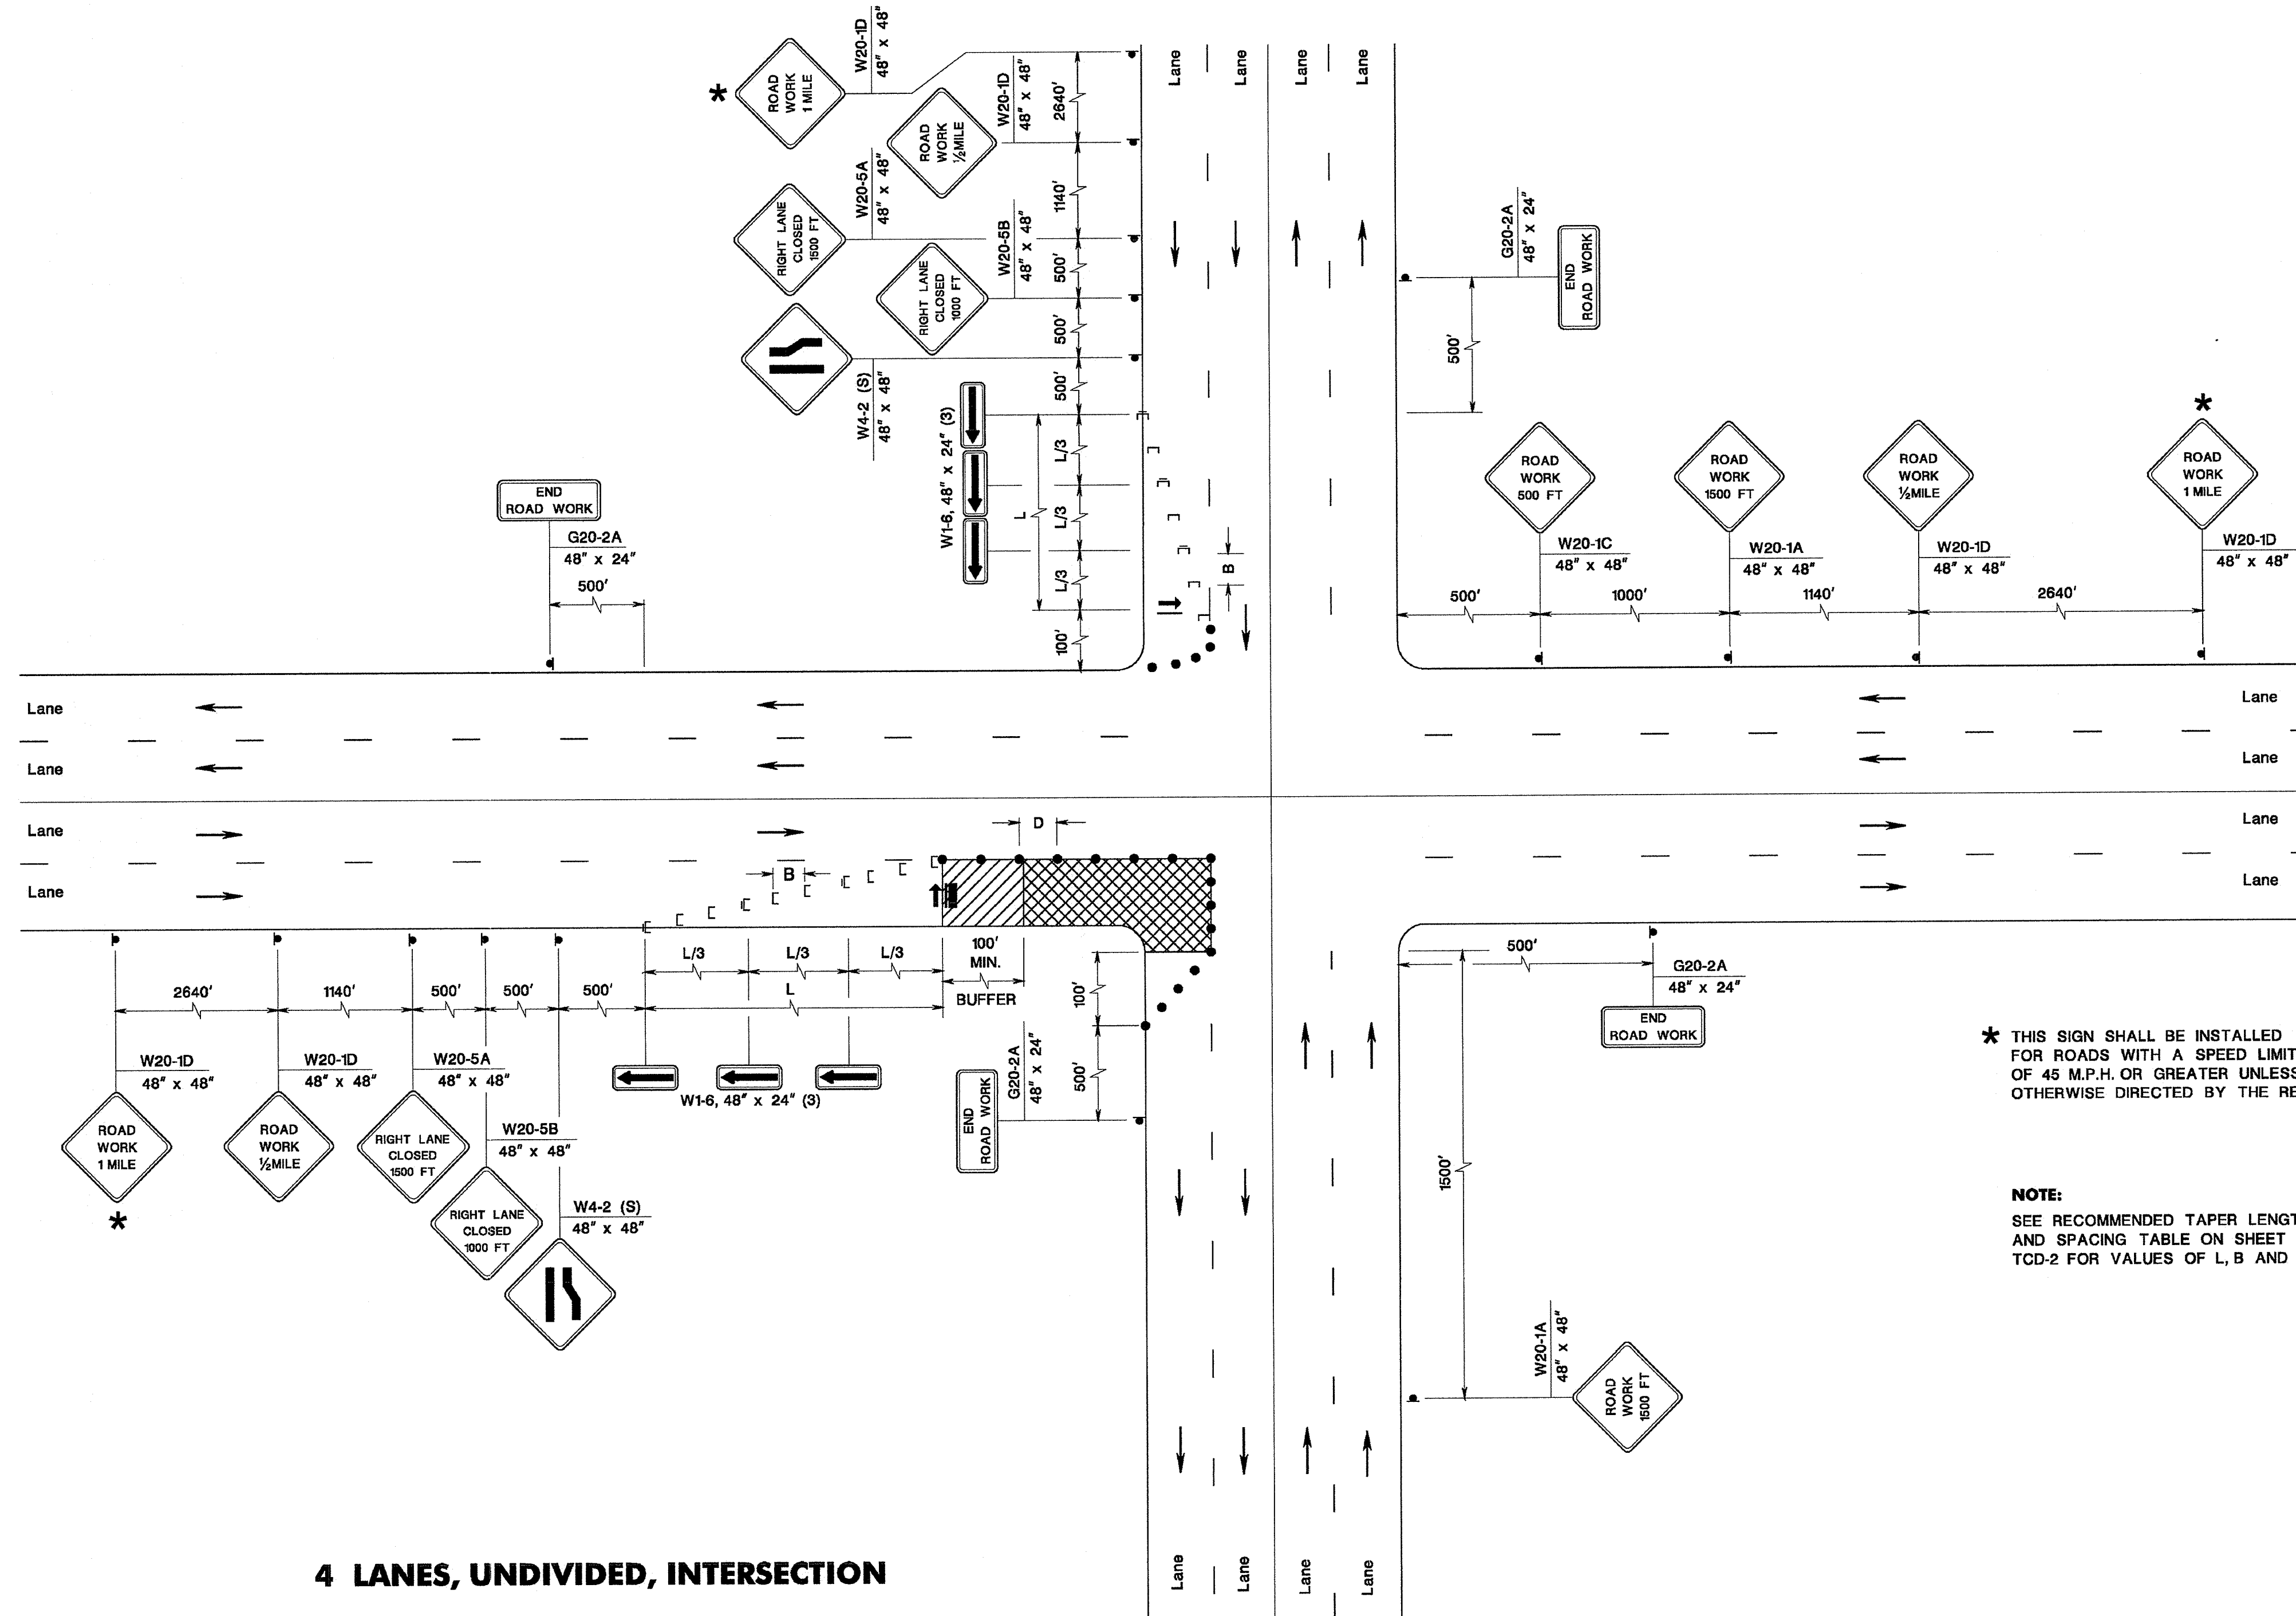 W20-1D
48" x 48"
ROAD
WORK
1 MILE
*
W20-1D
48" x 48"
ROAD
WORK
½MILE
2640'
W20-5A
48" x 48"
RIGHT LANE
CLOSED
1500 FT
1140'
W20-5B
48" x 48"
RIGHT LANE
CLOSED
1000 FT
500'
500'
W4-2 (S)
48" x 48"
500'
W1-6, 48" x 24" (3)
L
L/3
L/3
L/3
B
100'
Lane
Lane
Lane
Lane
G20-2A
48" x 24"
END
ROAD WORK
500'
END
ROAD WORK
G20-2A
48" x 24"
500'
*
ROAD
WORK
500 FT
ROAD
WORK
1500 FT
ROAD
WORK
½MILE
ROAD
WORK
1 MILE
W20-1C
48" x 48"
W20-1A
48" x 48"
W20-1D
48" x 48"
W20-1D
48" x 48"
500'
1000'
1140'
2640'
Lane
Lane
Lane
Lane
Lane
Lane
Lane
Lane
D
B
L/3
L/3
L/3
100'
MIN.
BUFFER
L
2640'
1140'
500'
500'
500'
W20-1D
48" x 48"
W20-1D
48" x 48"
W20-5A
48" x 48"
W20-5B
48" x 48"
W4-2 (S)
48" x 48"
ROAD
WORK
1 MILE
*
ROAD
WORK
½MILE
RIGHT LANE
CLOSED
1500 FT
RIGHT LANE
CLOSED
1000 FT
W1-6, 48" x 24" (3)
100'
500'
G20-2A
48" x 24"
END
ROAD WORK
500'
G20-2A
48" x 24"
END
ROAD WORK
1500'
W20-1A
48" x 48"
ROAD
WORK
1500 FT
* THIS SIGN SHALL BE INSTALLED
FOR ROADS WITH A SPEED LIMIT
OF 45 M.P.H. OR GREATER UNLESS
OTHERWISE DIRECTED BY THE RE
NOTE:
SEE RECOMMENDED TAPER LENGT
AND SPACING TABLE ON SHEET
TCD-2 FOR VALUES OF L, B AND
Lane
Lane
Lane
Lane
4 LANES, UNDIVIDED, INTERSECTION